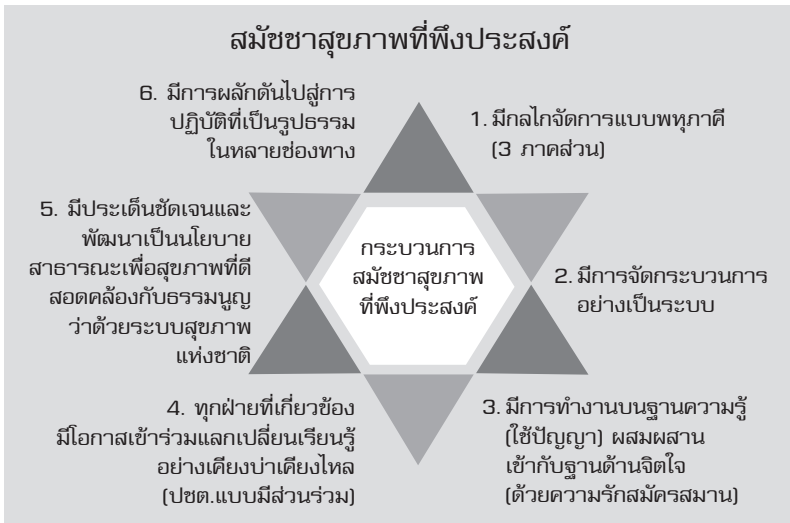 สมัชชาสุขภาพที่พึงประสงค์
1. มีกลไกจัดการแบบพหุภาคี
(3 ภาคส่วน)
2. มีการจัดกระบวนการ
อย่างเป็นระบบ
3. มีการทำงานบนฐานความรู้
(ใช้ปัญญา) ผสมผสาน
เข้ากับฐานด้านจิตใจ
(ด้วยความรักสมัครสมาน)
4. ทุกฝ่ายที่เกี่ยวข้อง
มีโอกาสเข้าร่วมแลกเปลี่ยนเรียนรู้
อย่างเคียงบ่าเคียงไหล่
(ปชต.แบบมีส่วนร่วม)
5. มีประเด็นชัดเจนและ
พัฒนาเป็นนโยบาย
สาธารณะเพื่อสุขภาพที่ดี
สอดคล้องกับธรรมนูญ
ว่าด้วยระบบสุขภาพ
แห่งชาติ
6. มีการผลักดันไปสู่การ
ปฏิบัติที่เป็นรูปธรรม
ในหลายช่องทาง
กระบวนการ
สมัชชาสุขภาพ
ที่พึงประสงค์